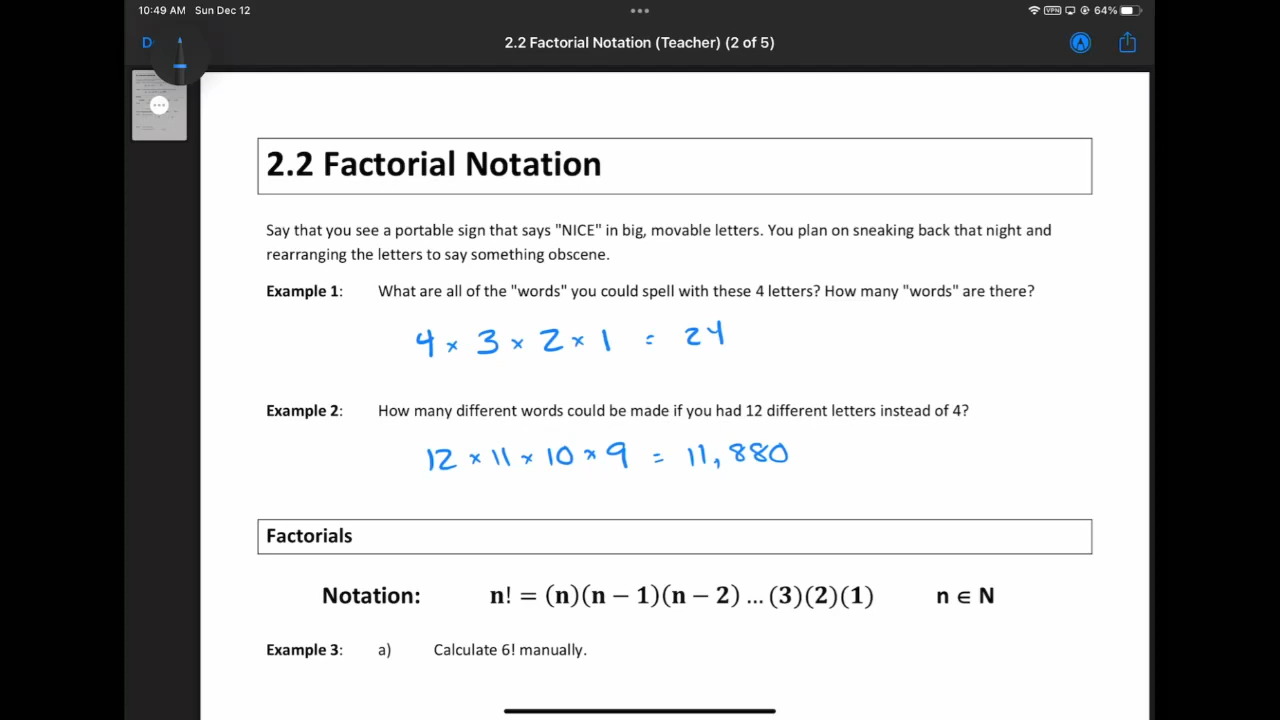 10:49 AM Sun Dec 12
VPN 64%
D
2.2 Factorial Notation (Teacher) (2 of 5)
2.2 Factorial Notation
Say that you see a portable sign that says "NICE" in big, movable letters. You plan on sneaking back that night and
rearranging the letters to say something obscene.
Example 1: What are all of the "words" you could spell with these 4 letters? How many "words" are there?
4 × 3 × 2 × 1 = 24
Example 2: How many different words could be made if you had 12 different letters instead of 4?
12 × 11 × 10 × 9 = 11,880
Factorials
Notation: n! = (n)(n − 1)(n − 2) … (3)(2)(1) n ∈ N
Example 3: a) Calculate 6! manually.